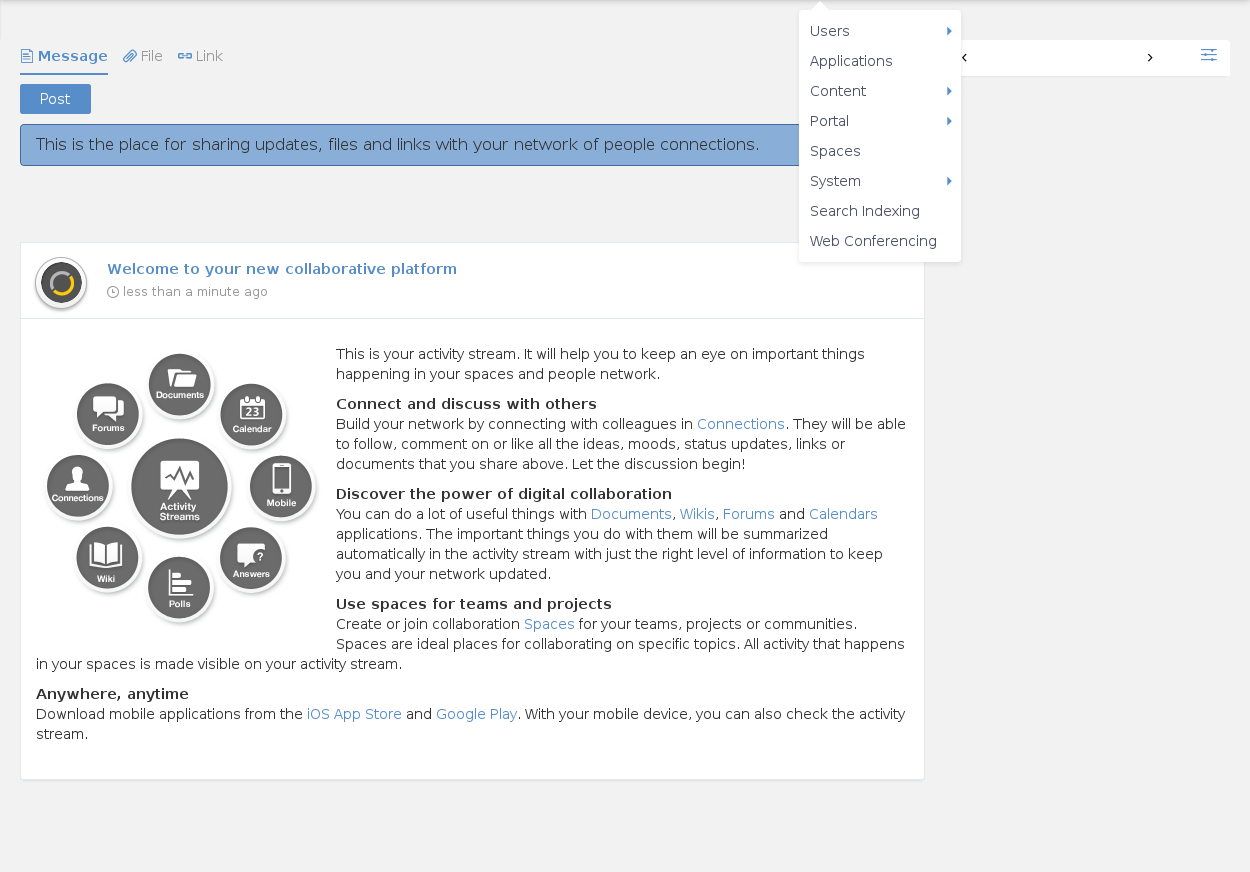 Message File Link
Post
This is the place for sharing updates, files and links with your network of people connections.
Users
Applications
Content
Portal
Spaces
System
Search Indexing
Web Conferencing
Welcome to your new collaborative platform
less than a minute ago
Documents
Forums
23
Calendar
Connections
Activity
Streams
Mobile
Wiki
?
Answers
Polls
This is your activity stream. It will help you to keep an eye on important things
happening in your spaces and people network.
Connect and discuss with others
Build your network by connecting with colleagues in Connections. They will be able
to follow, comment on or like all the ideas, moods, status updates, links or
documents that you share above. Let the discussion begin!
Discover the power of digital collaboration
You can do a lot of useful things with Documents, Wikis, Forums and Calendars
applications. The important things you do with them will be summarized
automatically in the activity stream with just the right level of information to keep
you and your network updated.
Use spaces for teams and projects
Create or join collaboration Spaces for your teams, projects or communities.
Spaces are ideal places for collaborating on specific topics. All activity that happens
in your spaces is made visible on your activity stream.
Anywhere, anytime
Download mobile applications from the iOS App Store and Google Play. With your mobile device, you can also check the activity
stream.